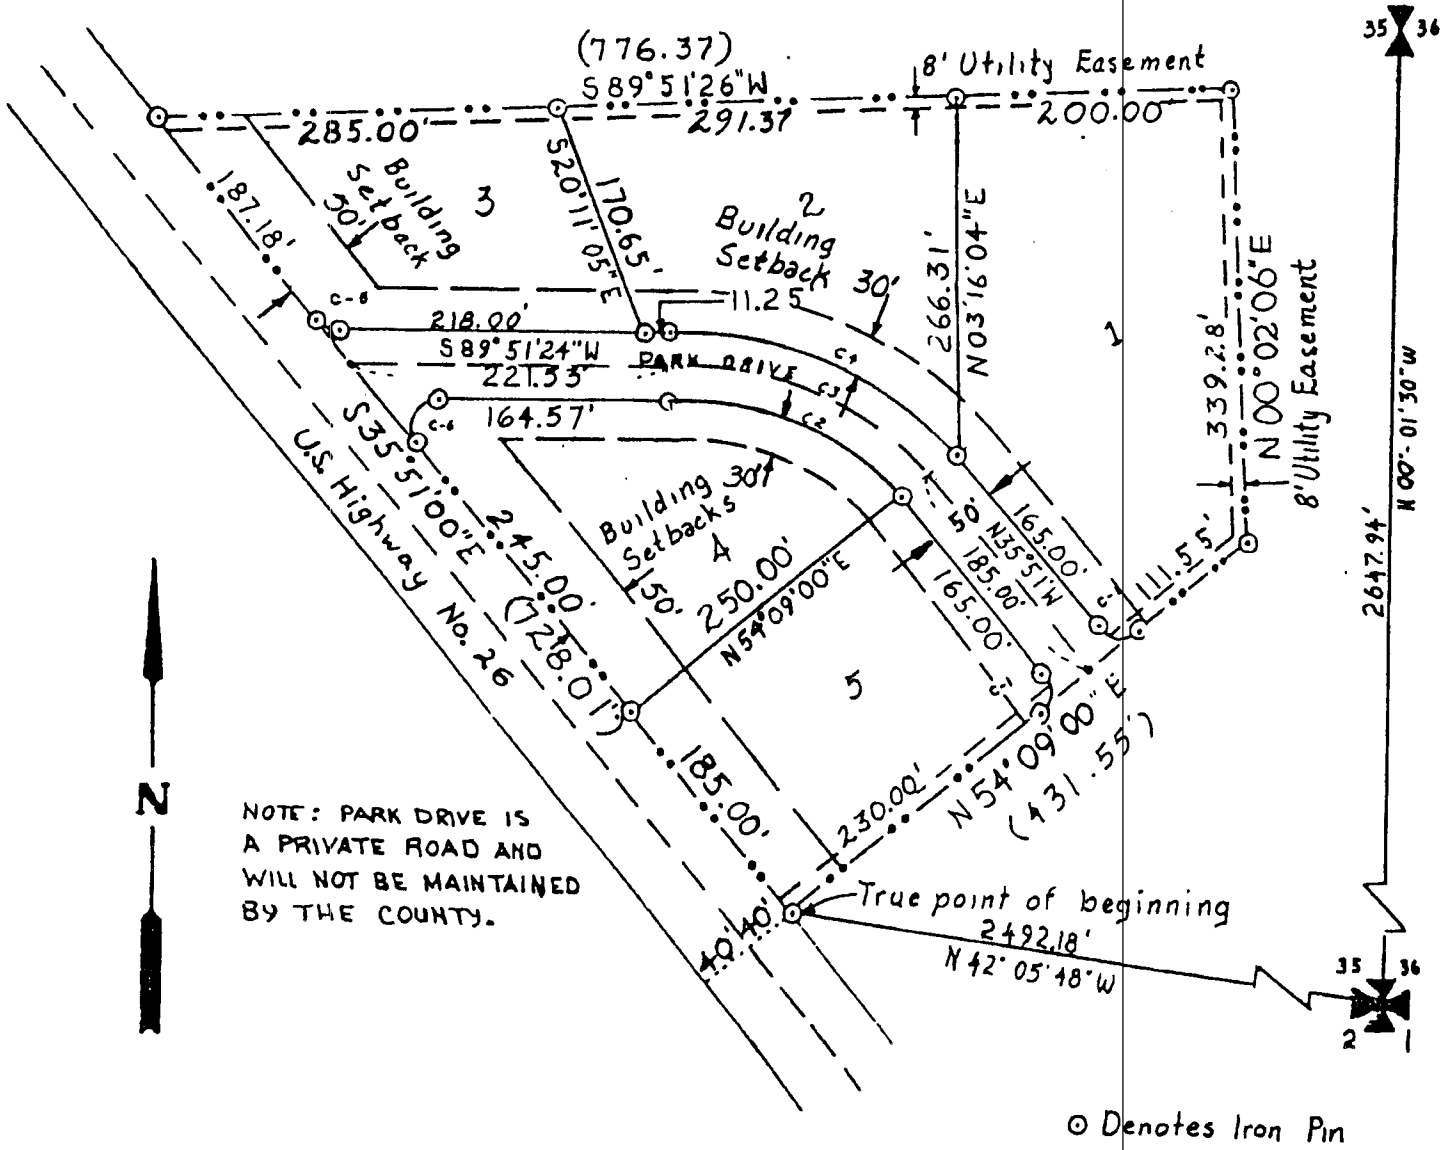 (776.37)
S89°51'26"W
8' Utility Easement
35 36
285.00'
291.37
200.00
187.18'
Building
Setback
50'
3
S20°11'05"E
170.65'
2
Building
Setback
30'
11.25
266.31'
N03°16'04"E
1
339.28'
N00°02'06"E
8' Utility Easement
N 00°-01'30"W
2647.94'
218.00'
S89°51'24"W
PARK DRIVE
221.53'
164.57'
C-6
C3
C2
S35°51'00"E
U.S. Highway No. 26
245.00'
(728.01')
Building 30'
Setbacks
4
50'
250.00'
N54°09'00"E
50'
N35°51'W
185.00'
165.00'
165.00'
111.55'
5
N54°09'00"E
(431.55')
185.00'
230.00'
N
NOTE: PARK DRIVE IS
A PRIVATE ROAD AND
WILL NOT BE MAINTAINED
BY THE COUNTY.
40' 40'
True point of beginning
2492.18'
N 42° 05' 48" W
35 36
2 1
⊙ Denotes Iron Pin